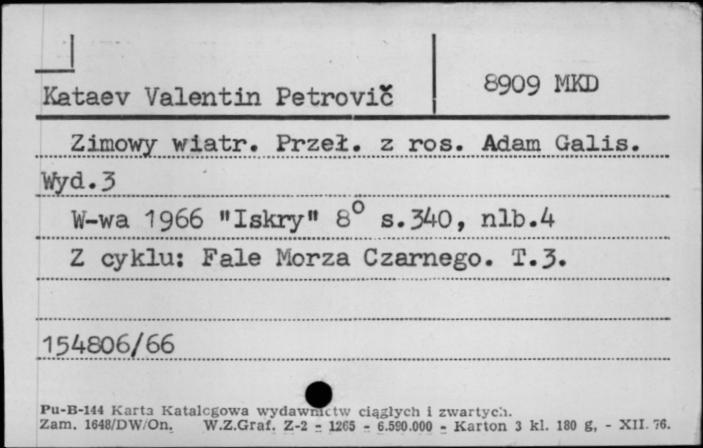 Kataev Valentin Petrovič 8909 MKD
Zimowy wiatr. Przeł. z ros. Adam Galis.
Wyd.3
W-wa 1966 "Iskry" 8° s.340, nlb.4
Z cyklu: Fale Morza Czarnego. T.3.
154806/66
Pu-B-144 Karta Katalogowa wydawnictw ciągłych i zwartych.
Zam. 1648/DW/On. W.Z.Graf. Z-2 - 1265 - 6.590.000 - Karton 3 kl. 180 g, - XII. 76.